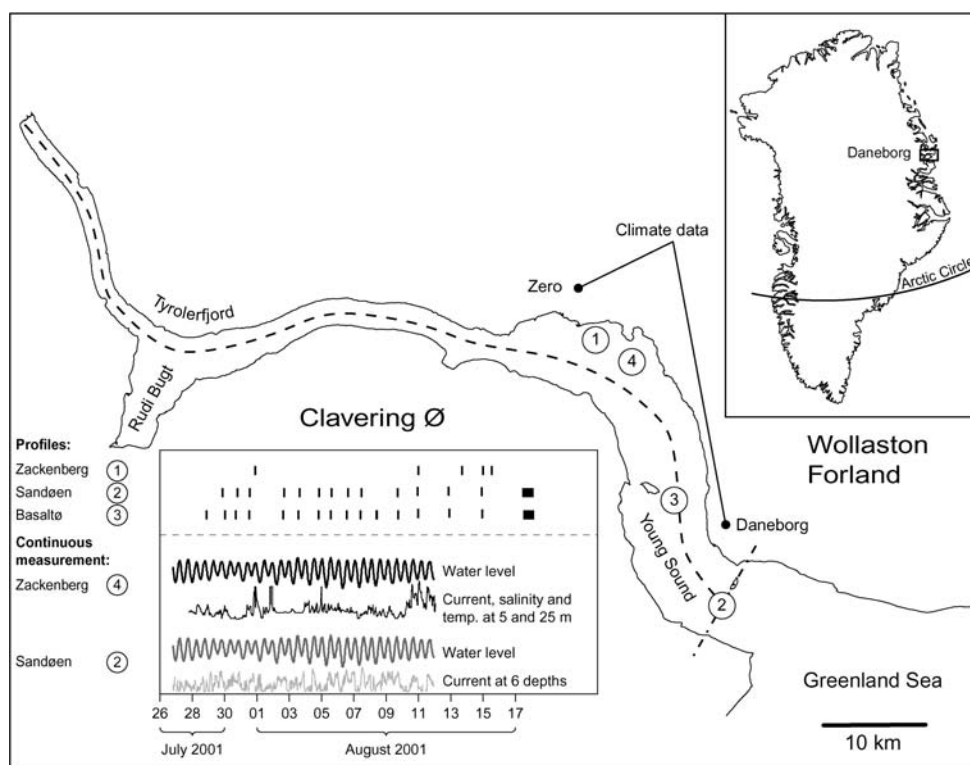 Daneborg
Arctic Circle
Climate data
Zero
Tyrolerfjord
1
4
Rudi Bugt
Clavering Ø
Wollaston
Forland
3
Daneborg
Young Sound
2
Greenland Sea
10 km
Profiles:
Zackenberg 1
Sandøen 2
Basaltø 3
Continuous
measurement:
Zackenberg 4
Water level
Current, salinity and
temp. at 5 and 25 m
Sandøen 2
Water level
Current at 6 depths
26 28 30 01 03 05 07 09 11 13 15 17
July 2001 August 2001